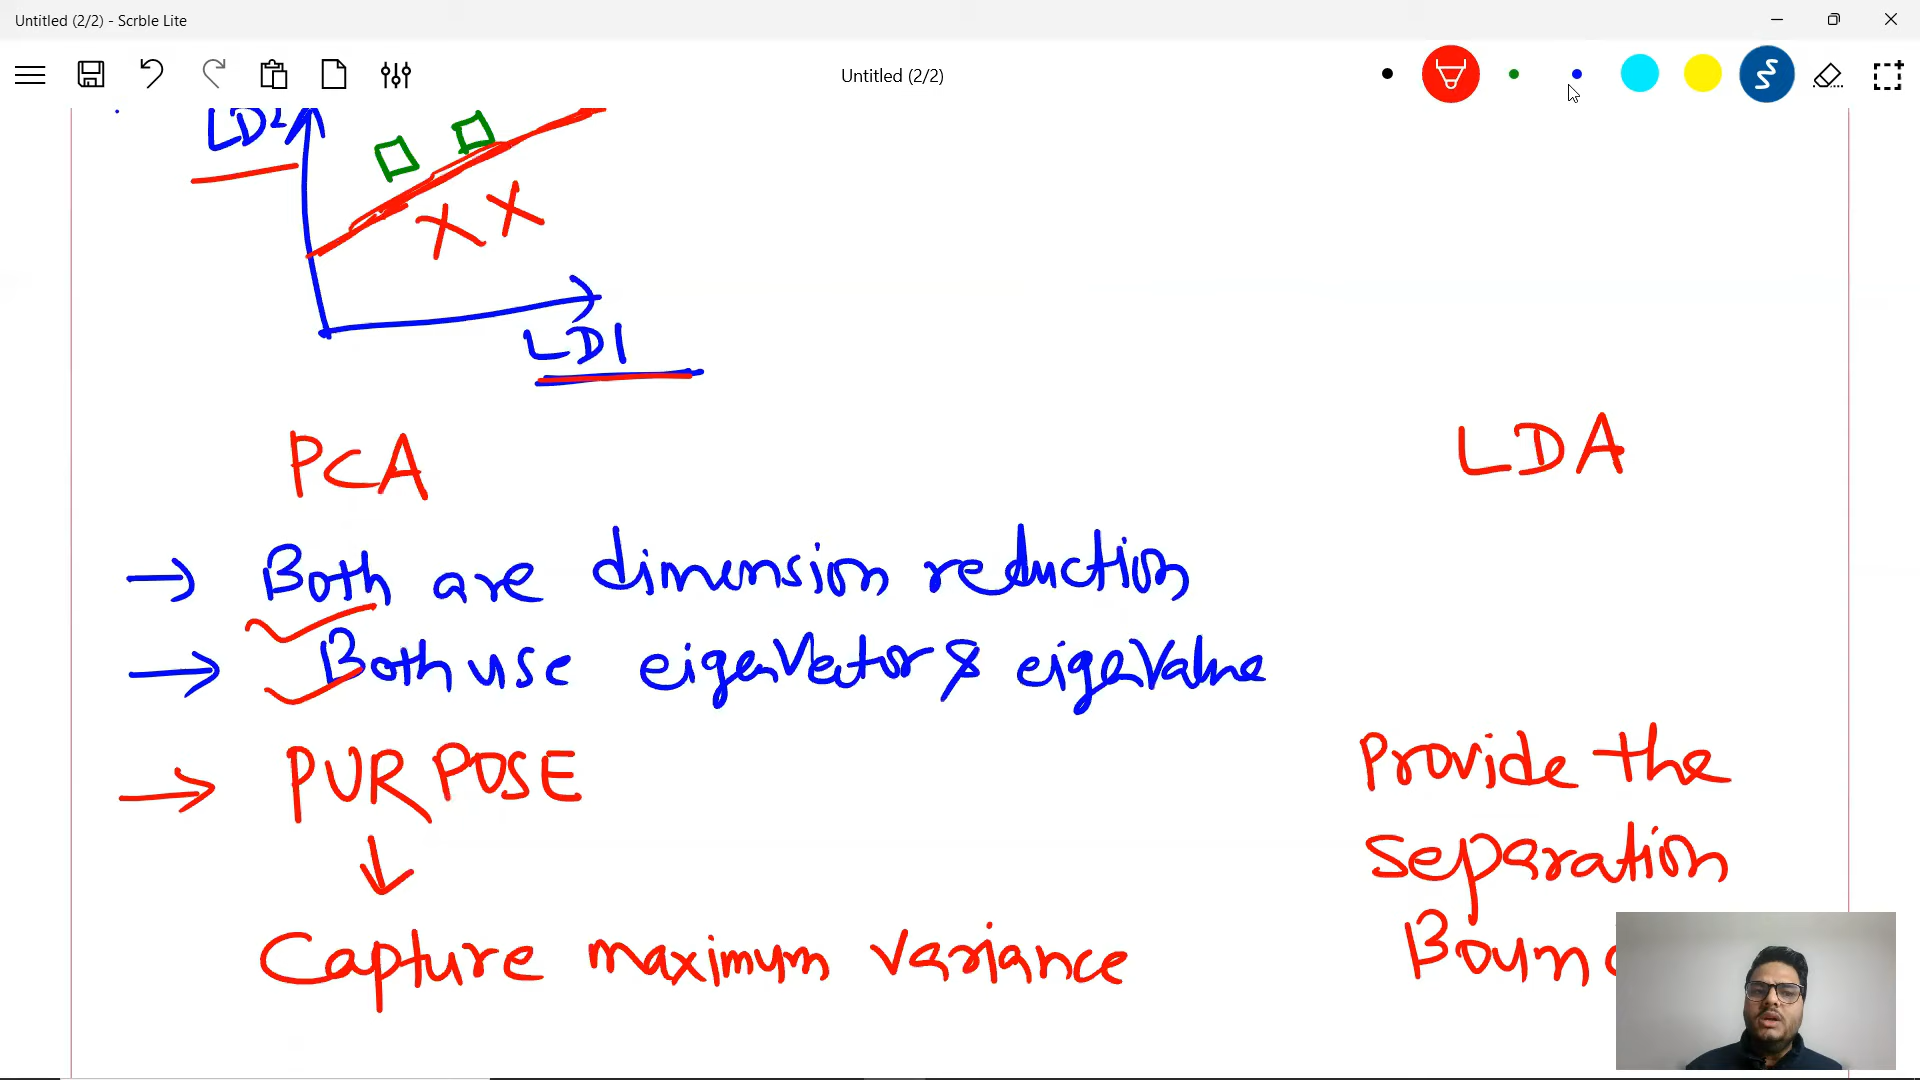 Untitled (2/2) - Scrble Lite
Untitled (2/2)
LD1
PCA
LDA
→ Both are dimension reduction
→ Both use eigenVector & eigenValue
→ PURPOSE
Provide the
separation
↓
Capture maximum variance